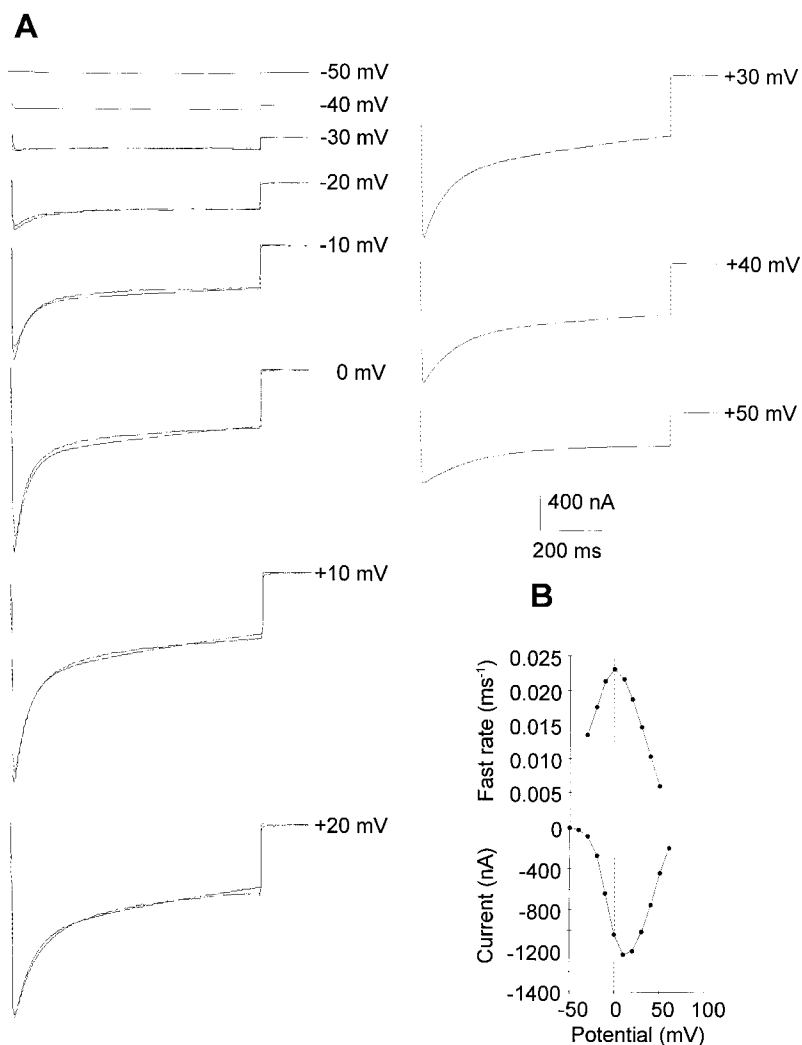 A
-50 mV
-40 mV
-30 mV
-20 mV
-10 mV
0 mV
+10 mV
+20 mV
+30 mV
+40 mV
+50 mV
400 nA
200 ms
B
Fast rate (ms⁻¹)
0.025
0.020
0.015
0.010
0.005
Current (nA)
0
-400
-800
-1200
-1400
-50 0 50 100
Potential (mV)